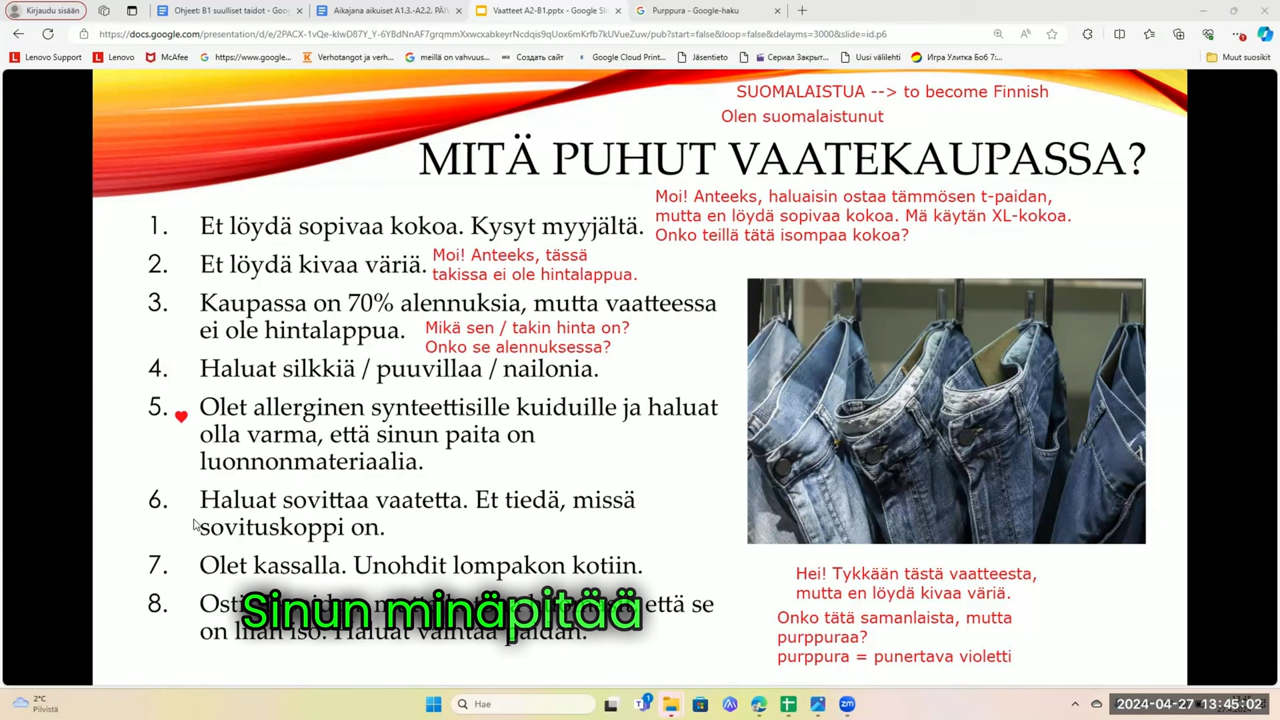 Kirjaudu sisään
Ohjeet: B1 suulliset taidot - Goo
Aikajana aikuiset A1.3.-A2.2. PÄIV
Vaatteet A2-B1.pptx - Google Sli
Purppura - Google-haku
Lenovo Support
Lenovo
McAfee
https://www.google...
Verhotangot ja verh...
meillä on vahvuus...
Создать сайт
Google Cloud Print...
Jäsentieto
Сериал Закрыт...
Uusi välilehti
Игра Улитка Боб 7:...
Muut suosikit
SUOMALAISTUA --> to become Finnish
Olen suomalaistunut
MITÄ PUHUT VAATEKAUPASSA?
Moi! Anteeks, haluaisin ostaa tämmösen t-paidan,
mutta en löydä sopivaa kokoa. Mä käytän XL-kokoa.
Onko teillä tätä isompaa kokoa?
1. Et löydä sopivaa kokoa. Kysyt myyjältä.
2. Et löydä kivaa väriä.
Moi! Anteeks, tässä
takissa ei ole hintalappua.
3. Kaupassa on 70% alennuksia, mutta vaatteessa
ei ole hintalappua.
Mikä sen / takin hinta on?
Onko se alennuksessa?
4. Haluat silkkiä / puuvillaa / nailonia.
5. Olet allerginen synteettisille kuiduille ja haluat
olla varma, että sinun paita on
luonnonmateriaalia.
6. Haluat sovittaa vaatetta. Et tiedä, missä
sovituskoppi on.
7. Olet kassalla. Unohdit lompakon kotiin.
8. että se
on liian iso. Haluat vaihtaa paidan.
Sinun minäpitää
Hei! Tykkään tästä vaatteesta,
mutta en löydä kivaa väriä.
Onko tätä samanlaista, mutta
purppuraa?
purppura = punertava violetti
2°C
Pilvistä
Hae
2024-04-27 13:45:02